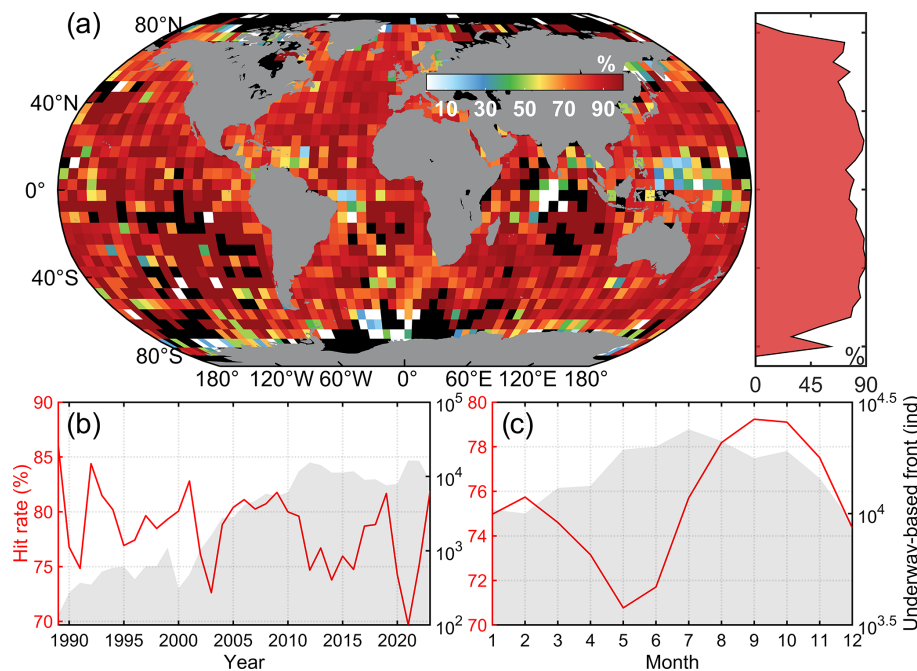 (a)
80°N
40°N
0°
40°S
80°S
%
10 30 50 70 90
180° 120°W 60°W 0° 60°E 120°E 180°
%
0 45 90
(b)
Hit rate (%)
90
85
80
75
70
10^5
10^4
10^3
10^2
1990 1995 2000 2005 2010 2015 2020
Year
(c)
80
78
76
74
72
70
10^4.5
10^4
10^3.5
Underway-based front (ind)
1 2 3 4 5 6 7 8 9 10 11 12
Month